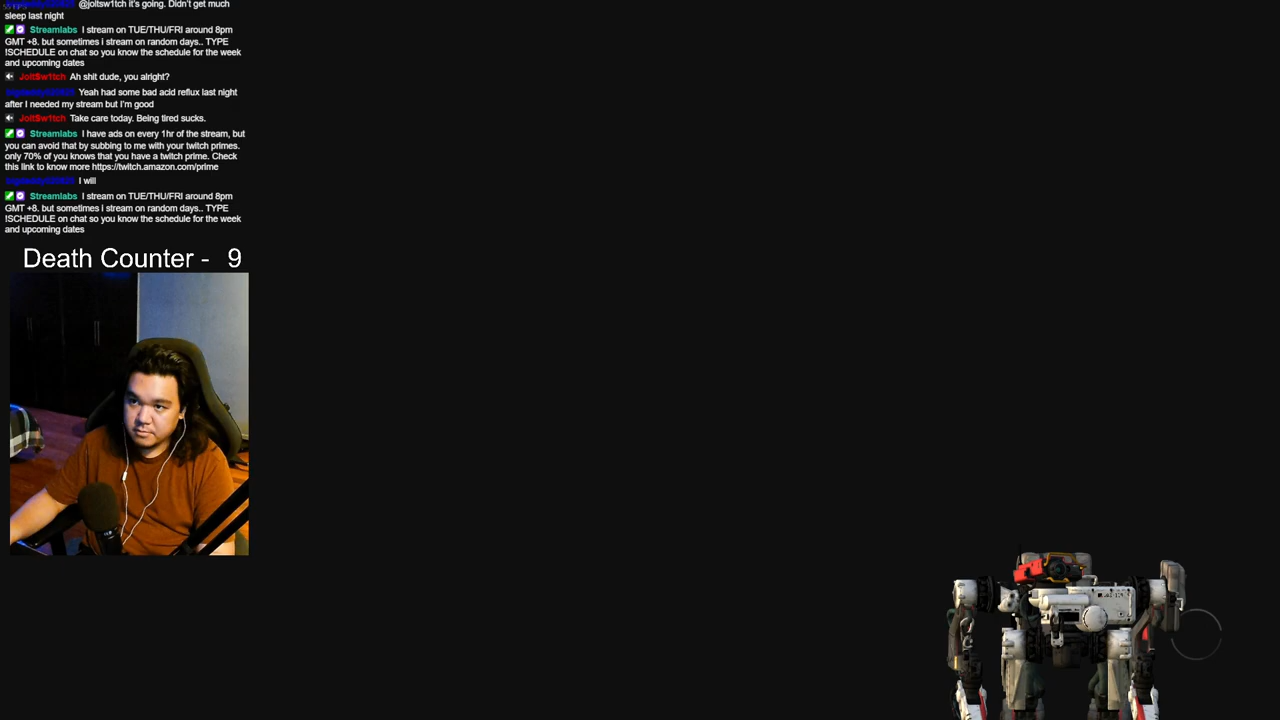 @joltsw1tch it's going. Didn't get much
sleep last night
Streamlabs I stream on TUE/THU/FRI around 8pm
GMT +8. but sometimes i stream on random days.. TYPE
!SCHEDULE on chat so you know the schedule for the week
and upcoming dates
JoltSw1tch Ah shit dude, you alright?
Yeah had some bad acid reflux last night
after I needed my stream but I'm good
JoltSw1tch Take care today. Being tired sucks.
Streamlabs I have ads on every 1hr of the stream, but
you can avoid that by subbing to me with your twitch primes.
only 70% of you knows that you have a twitch prime. Check
this link to know more https://twitch.amazon.com/prime
I will
Streamlabs I stream on TUE/THU/FRI around 8pm
GMT +8. but sometimes i stream on random days.. TYPE
!SCHEDULE on chat so you know the schedule for the week
and upcoming dates
Death Counter - 9